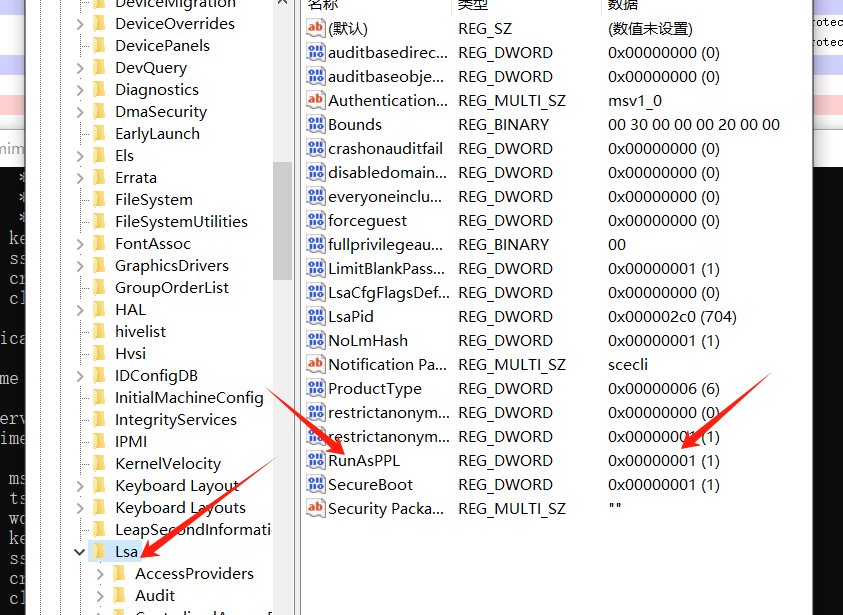 DeviceMigration
DeviceOverrides
DevicePanels
DevQuery
Diagnostics
DmaSecurity
EarlyLaunch
Els
Errata
FileSystem
FileSystemUtilities
FontAssoc
GraphicsDrivers
GroupOrderList
HAL
hivelist
Hvsi
IDConfigDB
InitialMachineConfig
IntegrityServices
IPMI
KernelVelocity
Keyboard Layout
Keyboard Layouts
LeapSecondInformati
Lsa
AccessProviders
Audit
名称 类型 数据
(默认) REG_SZ (数值未设置)
auditbasedirec... REG_DWORD 0x00000000 (0)
auditbaseobje... REG_DWORD 0x00000000 (0)
Authentication... REG_MULTI_SZ msv1_0
Bounds REG_BINARY 00 30 00 00 00 20 00 00
crashonauditfail REG_DWORD 0x00000000 (0)
disabledomain... REG_DWORD 0x00000000 (0)
everyoneinclu... REG_DWORD 0x00000000 (0)
forceguest REG_DWORD 0x00000000 (0)
fullprivilegeau... REG_BINARY 00
LimitBlankPass... REG_DWORD 0x00000001 (1)
LsaCfgFlagsDef... REG_DWORD 0x00000000 (0)
LsaPid REG_DWORD 0x000002c0 (704)
NoLmHash REG_DWORD 0x00000001 (1)
Notification Pa... REG_MULTI_SZ scecli
ProductType REG_DWORD 0x00000006 (6)
restrictanonym... REG_DWORD 0x00000000 (0)
restrictanonym... REG_DWORD 0x00000001 (1)
RunAsPPL REG_DWORD 0x00000001 (1)
SecureBoot REG_DWORD 0x00000001 (1)
Security Packa... REG_MULTI_SZ ""